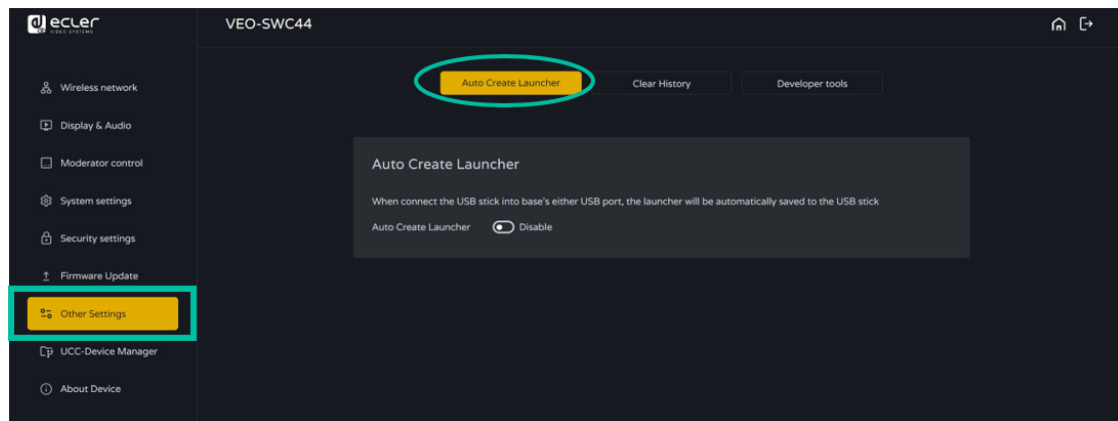 ecler
VIDEO SYSTEMS
VEO-SWC44
Wireless network
Display & Audio
Moderator control
System settings
Security settings
Firmware Update
Other Settings
UCC-Device Manager
About Device
Auto Create Launcher
Clear History
Developer tools
Auto Create Launcher
When connect the USB stick into base's either USB port, the launcher will be automatically saved to the USB stick
Auto Create Launcher
Disable